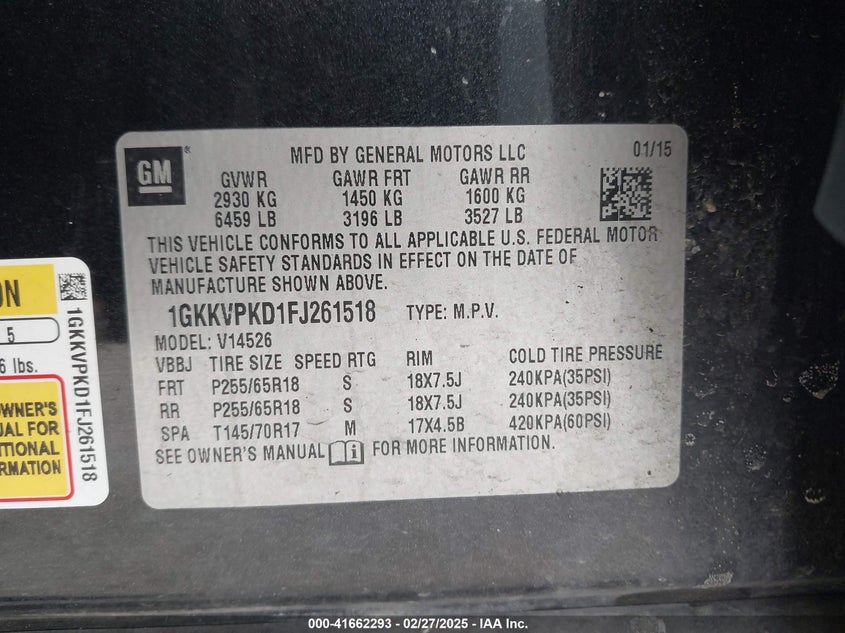 GM ®
MFD BY GENERAL MOTORS LLC
01/15
GVWR GAWR FRT GAWR RR
2930 KG 1450 KG 1600 KG
6459 LB 3196 LB 3527 LB
THIS VEHICLE CONFORMS TO ALL APPLICABLE U.S. FEDERAL MOTOR
VEHICLE SAFETY STANDARDS IN EFFECT ON THE DATE OF
MANUFACTURE SHOWN ABOVE.
1GKKVPKD1FJ261518 TYPE: M.P.V.
MODEL: V14526
VBBJ TIRE SIZE SPEED RTG RIM COLD TIRE PRESSURE
FRT P255/65R18 S 18X7.5J 240KPA(35PSI)
RR P255/65R18 S 18X7.5J 240KPA(35PSI)
SPA T145/70R17 M 17X4.5B 420KPA(60PSI)
SEE OWNER'S MANUAL FOR MORE INFORMATION.
ON
5
6 lbs.
OWNER'S
UAL FOR
ITIONAL
RMATION
1GKKVPKD1FJ261518
000-41662293 - 02/27/2025 - IAA Inc.